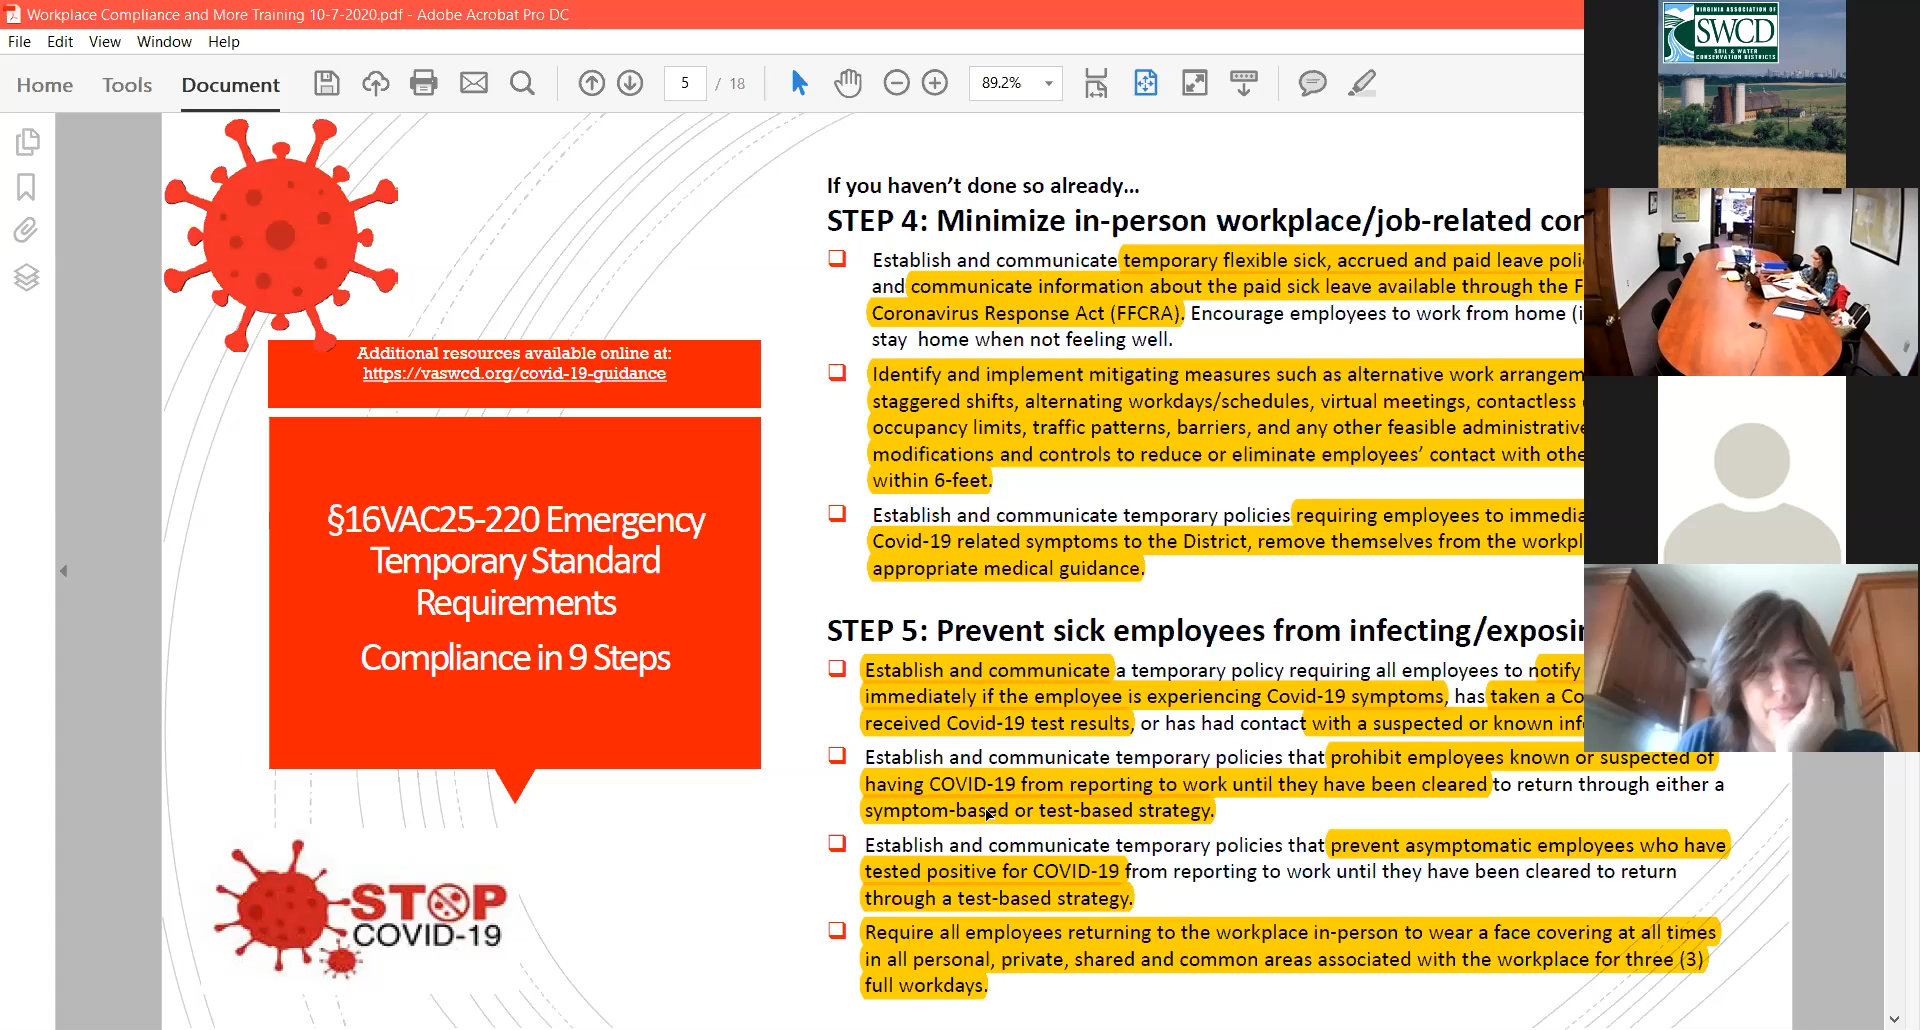 Workplace Compliance and More Training 10-7-2020.pdf - Adobe Acrobat Pro DC
File Edit View Window Help
Home Tools Document 5 / 18 89.2%
VIRGINIA ASSOCIATION OF
SWCD
SOIL & WATER
CONSERVATION DISTRICTS
Additional resources available online at:
https://vaswcd.org/covid-19-guidance
§16VAC25-220 Emergency
Temporary Standard
Requirements
Compliance in 9 Steps
STOP
COVID-19
If you haven't done so already...
STEP 4: Minimize in-person workplace/job-related
❑ Establish and communicate temporary flexible sick, accrued and paid leave
and communicate information about the paid sick leave available through the
Coronavirus Response Act (FFCRA). Encourage employees to work from home
stay home when not feeling well.
❑ Identify and implement mitigating measures such as alternative work
staggered shifts, alternating workdays/schedules, virtual meetings, contactless
occupancy limits, traffic patterns, barriers, and any other feasible administrative
modifications and controls to reduce or eliminate employees' contact with
within 6-feet.
❑ Establish and communicate temporary policies requiring employees to
Covid-19 related symptoms to the District, remove themselves from the
appropriate medical guidance.
STEP 5: Prevent sick employees from
❑ Establish and communicate a temporary policy requiring all employees to notify
immediately if the employee is experiencing Covid-19 symptoms, has taken a
received Covid-19 test results, or has had contact with a suspected or known
❑ Establish and communicate temporary policies that prohibit employees known or suspected of
having COVID-19 from reporting to work until they have been cleared to return through either a
symptom-based or test-based strategy.
❑ Establish and communicate temporary policies that prevent asymptomatic employees who have
tested positive for COVID-19 from reporting to work until they have been cleared to return
through a test-based strategy.
❑ Require all employees returning to the workplace in-person to wear a face covering at all times
in all personal, private, shared and common areas associated with the workplace for three (3)
full workdays.